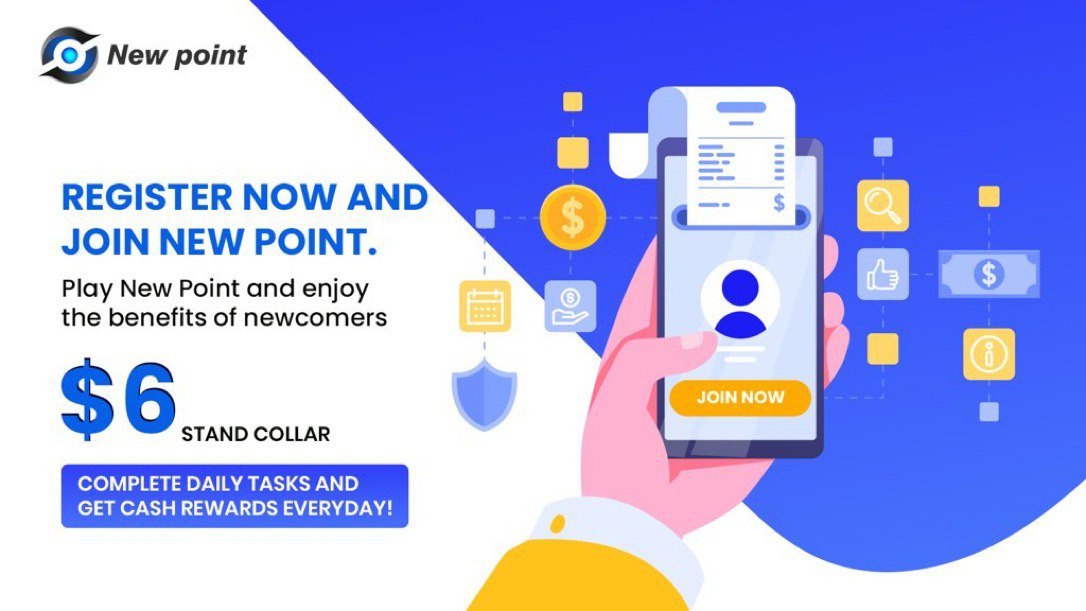 New point
REGISTER NOW AND
JOIN NEW POINT.
Play New Point and enjoy
the benefits of newcomers
$6
STAND COLLAR
COMPLETE DAILY TASKS AND
GET CASH REWARDS EVERYDAY!
$
$
$
$
JOIN NOW